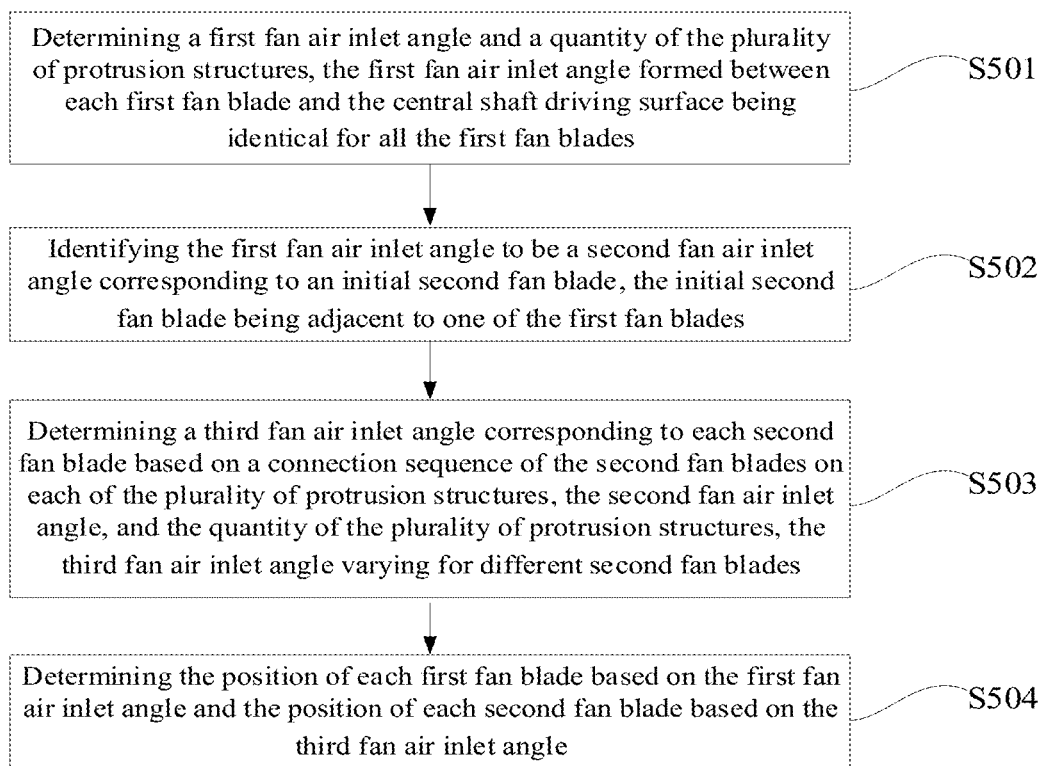 Determining a first fan air inlet angle and a quantity of the plurality
of protrusion structures, the first fan air inlet angle formed between
each first fan blade and the central shaft driving surface being
identical for all the first fan blades
S501
Identifying the first fan air inlet angle to be a second fan air inlet
angle corresponding to an initial second fan blade, the initial second
fan blade being adjacent to one of the first fan blades
S502
Determining a third fan air inlet angle corresponding to each second
fan blade based on a connection sequence of the second fan blades on
each of the plurality of protrusion structures, the second fan air inlet
angle, and the quantity of the plurality of protrusion structures, the
third fan air inlet angle varying for different second fan blades
S503
Determining the position of each first fan blade based on the first fan
air inlet angle and the position of each second fan blade based on the
third fan air inlet angle
S504